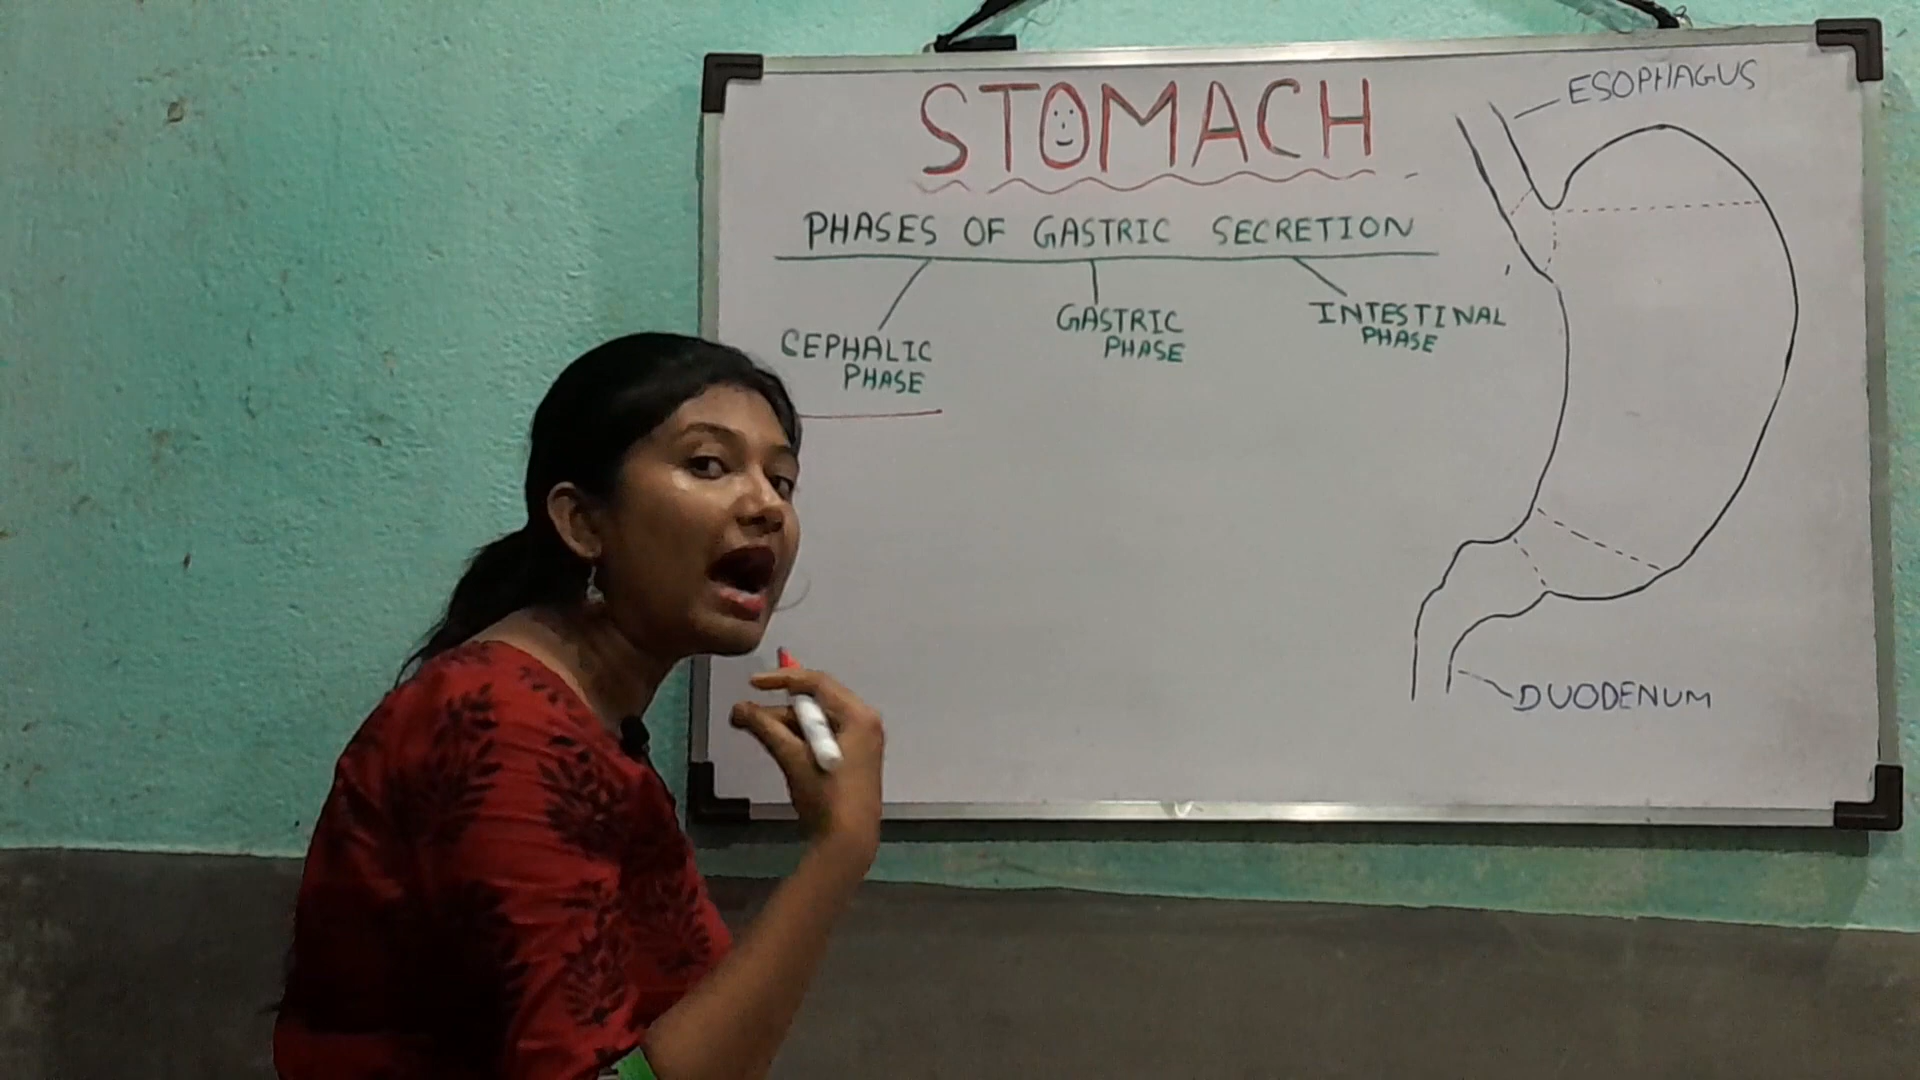 STOMACH
ESOPHAGUS
PHASES OF GASTRIC SECRETION
CEPHALIC
PHASE
GASTRIC
PHASE
INTESTINAL
PHASE
DUODENUM